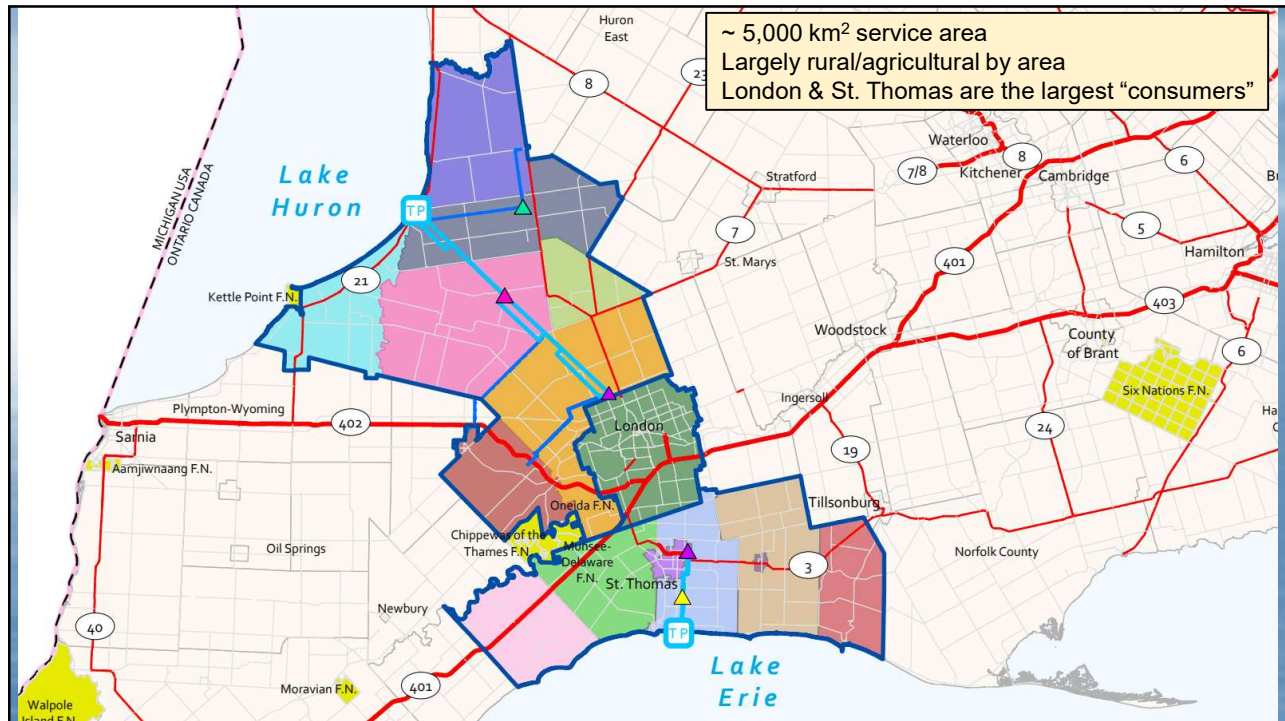 ~ 5,000 km² service area
Largely rural/agricultural by area
London & St. Thomas are the largest “consumers”
Huron
East
8
23
Waterloo
Kitchener
7/8
8
Cambridge
6
Stratford
Lake
Huron
MICHIGAN USA
ONTARIO CANADA
TP
7
5
Hamilton
St. Marys
401
21
Kettle Point F.N.
403
Woodstock
County
of Brant
6
Six Nations F.N.
Plympton-Wyoming
402
Sarnia
Ingersoll
London
24
Aamjiwnaang F.N.
19
Oneida F.N.
Tillsonburg
Chippewas of the
Thames F.N.
Munsee-
Delaware
F.N.
Oil Springs
Norfolk County
3
St. Thomas
Newbury
40
TP
Lake
Erie
Moravian F.N.
401
Walpole
Island F.N.